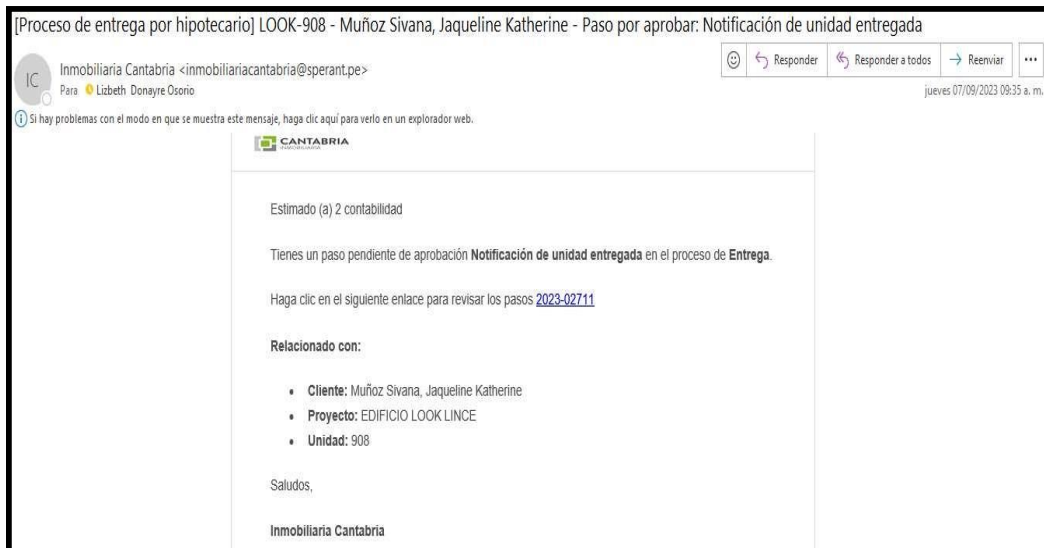 [Proceso de entrega por hipotecario] LOOK-908 - Muñoz Sivana, Jaqueline Katherine - Paso por aprobar: Notificación de unidad entregada
IC
Inmobiliaria Cantabria <inmobiliariacantabria@sperant.pe>
Para Lizbeth Donayre Osorio
Responder
Responder a todos
Reenviar
jueves 07/09/2023 09:35 a. m.
Si hay problemas con el modo en que se muestra este mensaje, haga clic aquí para verlo en un explorador web.
CANTABRIA
INMOBILIARIA
Estimado (a) 2 contabilidad
Tienes un paso pendiente de aprobación Notificación de unidad entregada en el proceso de Entrega.
Haga clic en el siguiente enlace para revisar los pasos 2023-02711
Relacionado con:
• Cliente: Muñoz Sivana, Jaqueline Katherine
• Proyecto: EDIFICIO LOOK LINCE
• Unidad: 908
Saludos,
Inmobiliaria Cantabria